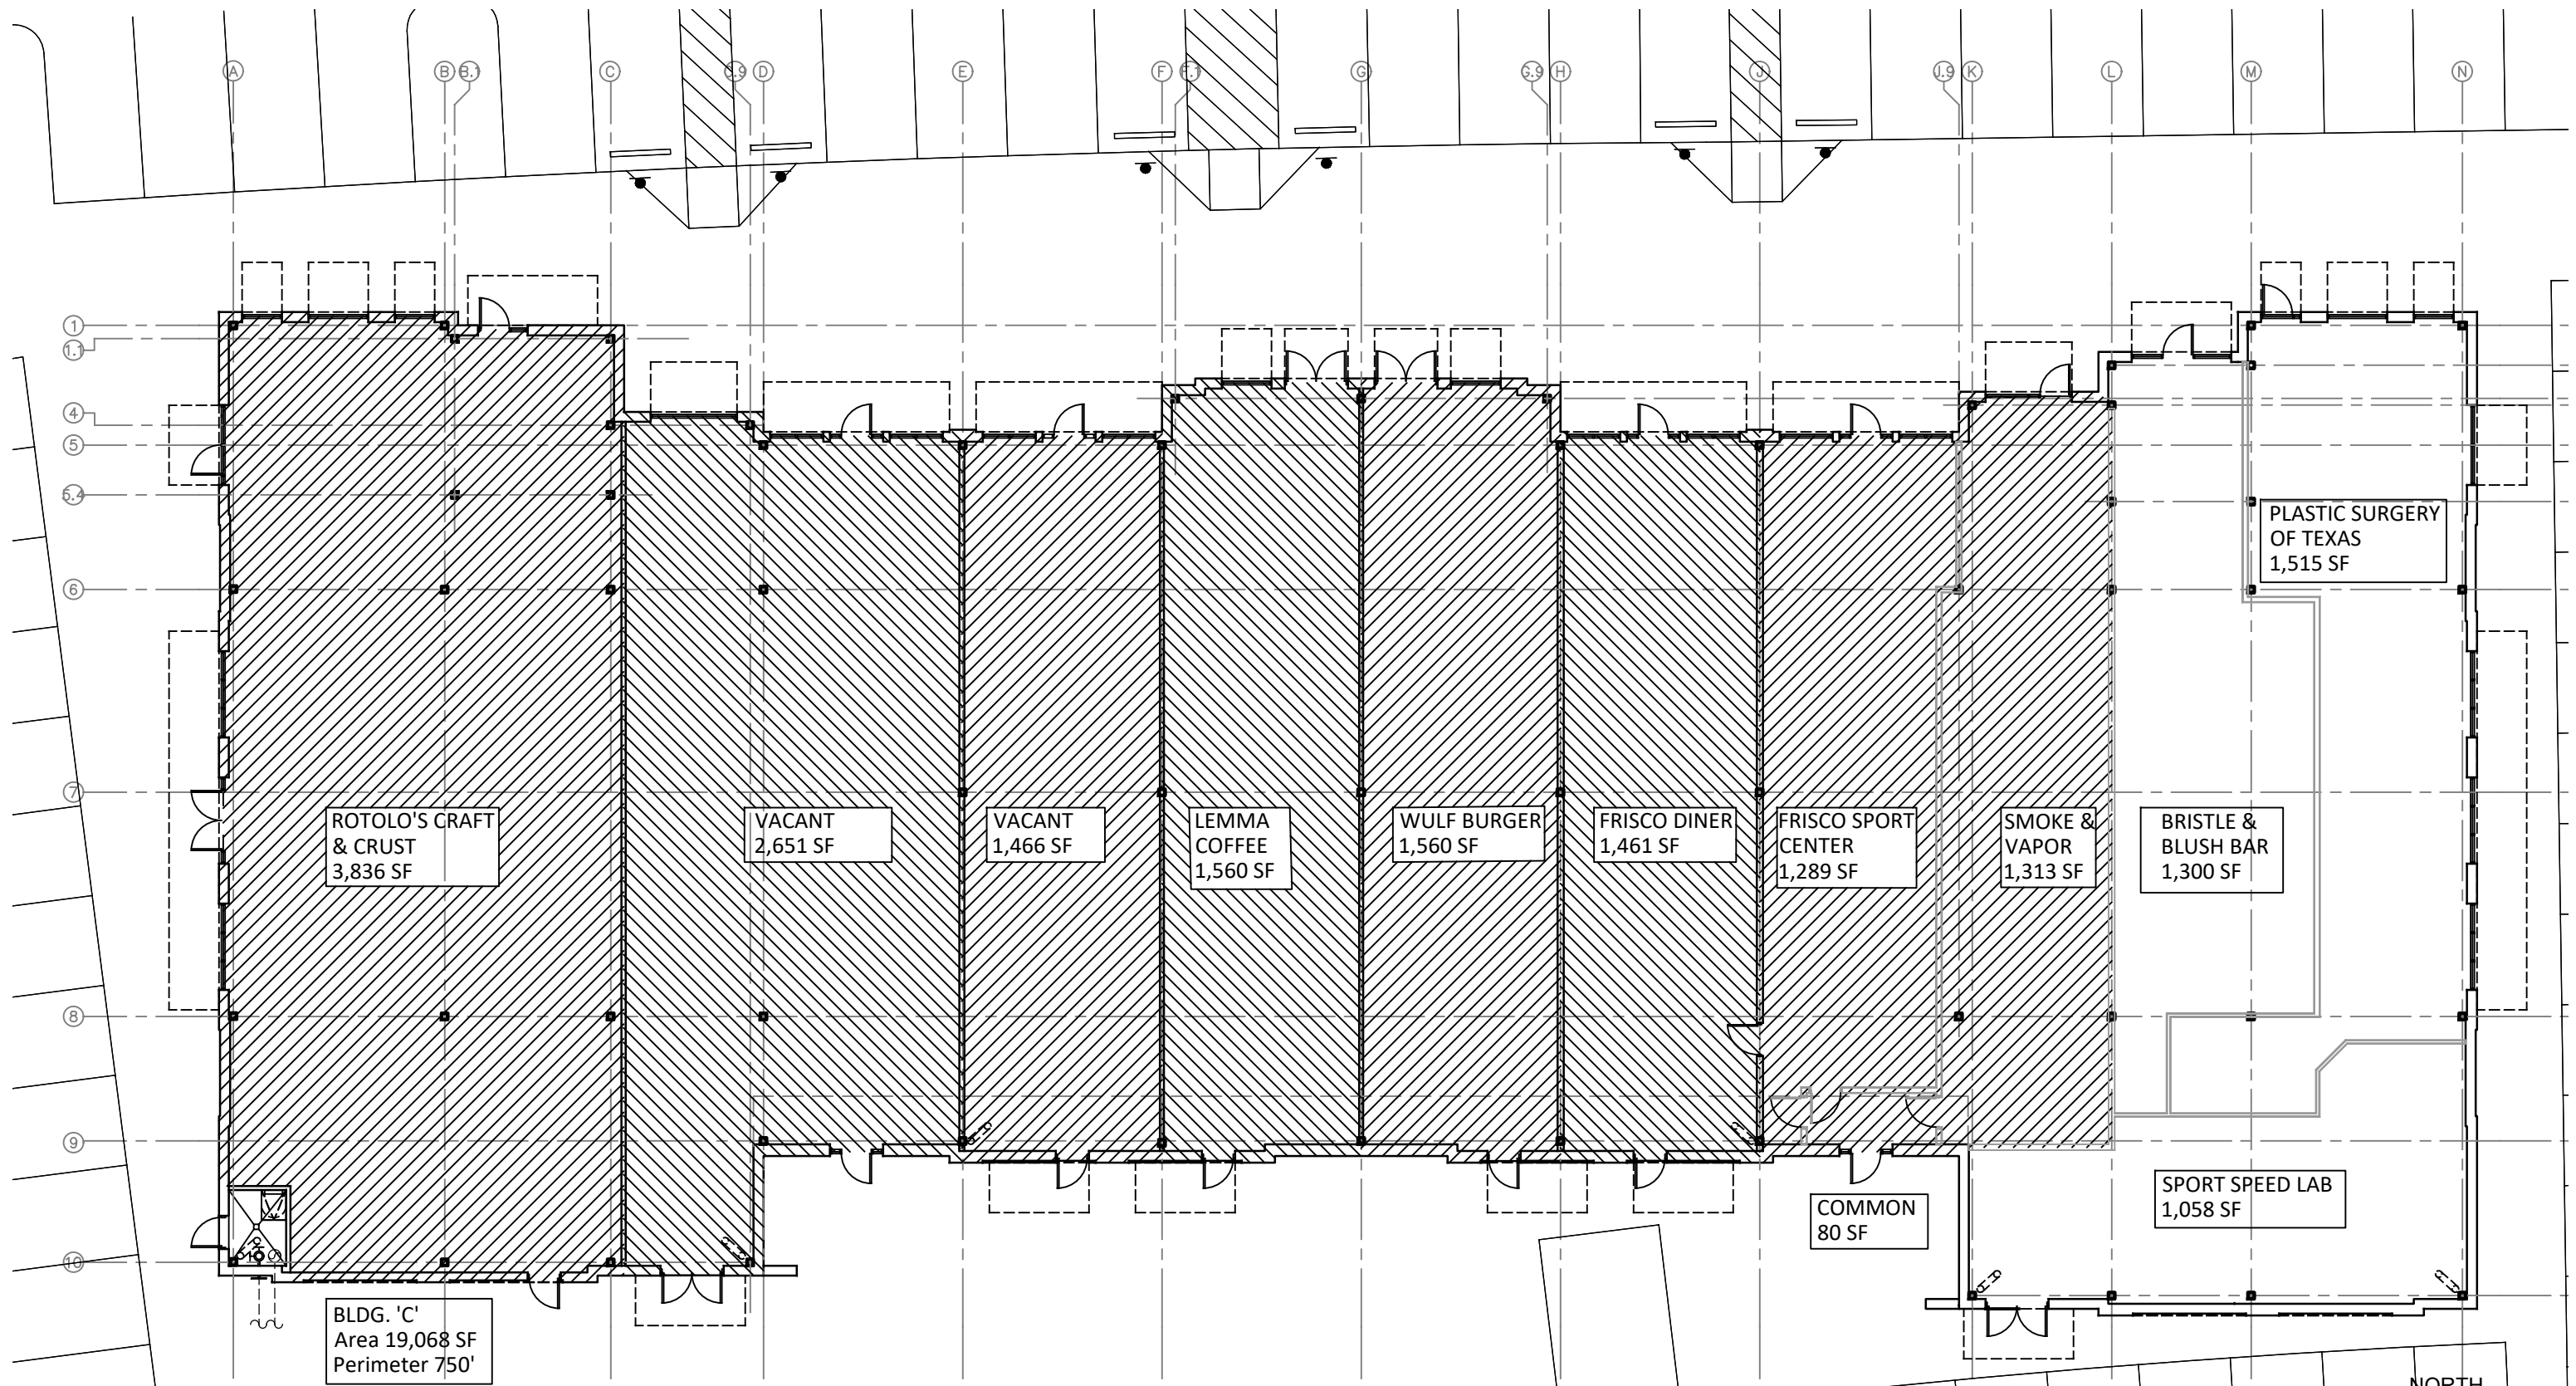 A
B
B.1
C
C.9
D
E
F
F.1
G
G.9
H
J
J.9
K
L
M
N
1
1.1
4
5
5.4
6
7
8
9
10
PLASTIC SURGERY
OF TEXAS
1,515 SF
ROTOLO'S CRAFT
& CRUST
3,836 SF
VACANT
2,651 SF
VACANT
1,466 SF
LEMMA
COFFEE
1,560 SF
WULF BURGER
1,560 SF
FRISCO DINER
1,461 SF
FRISCO SPORT
CENTER
1,289 SF
SMOKE &
VAPOR
1,313 SF
BRISTLE &
BLUSH BAR
1,300 SF
COMMON
80 SF
SPORT SPEED LAB
1,058 SF
BLDG. 'C'
Area 19,068 SF
Perimeter 750'
NORTH